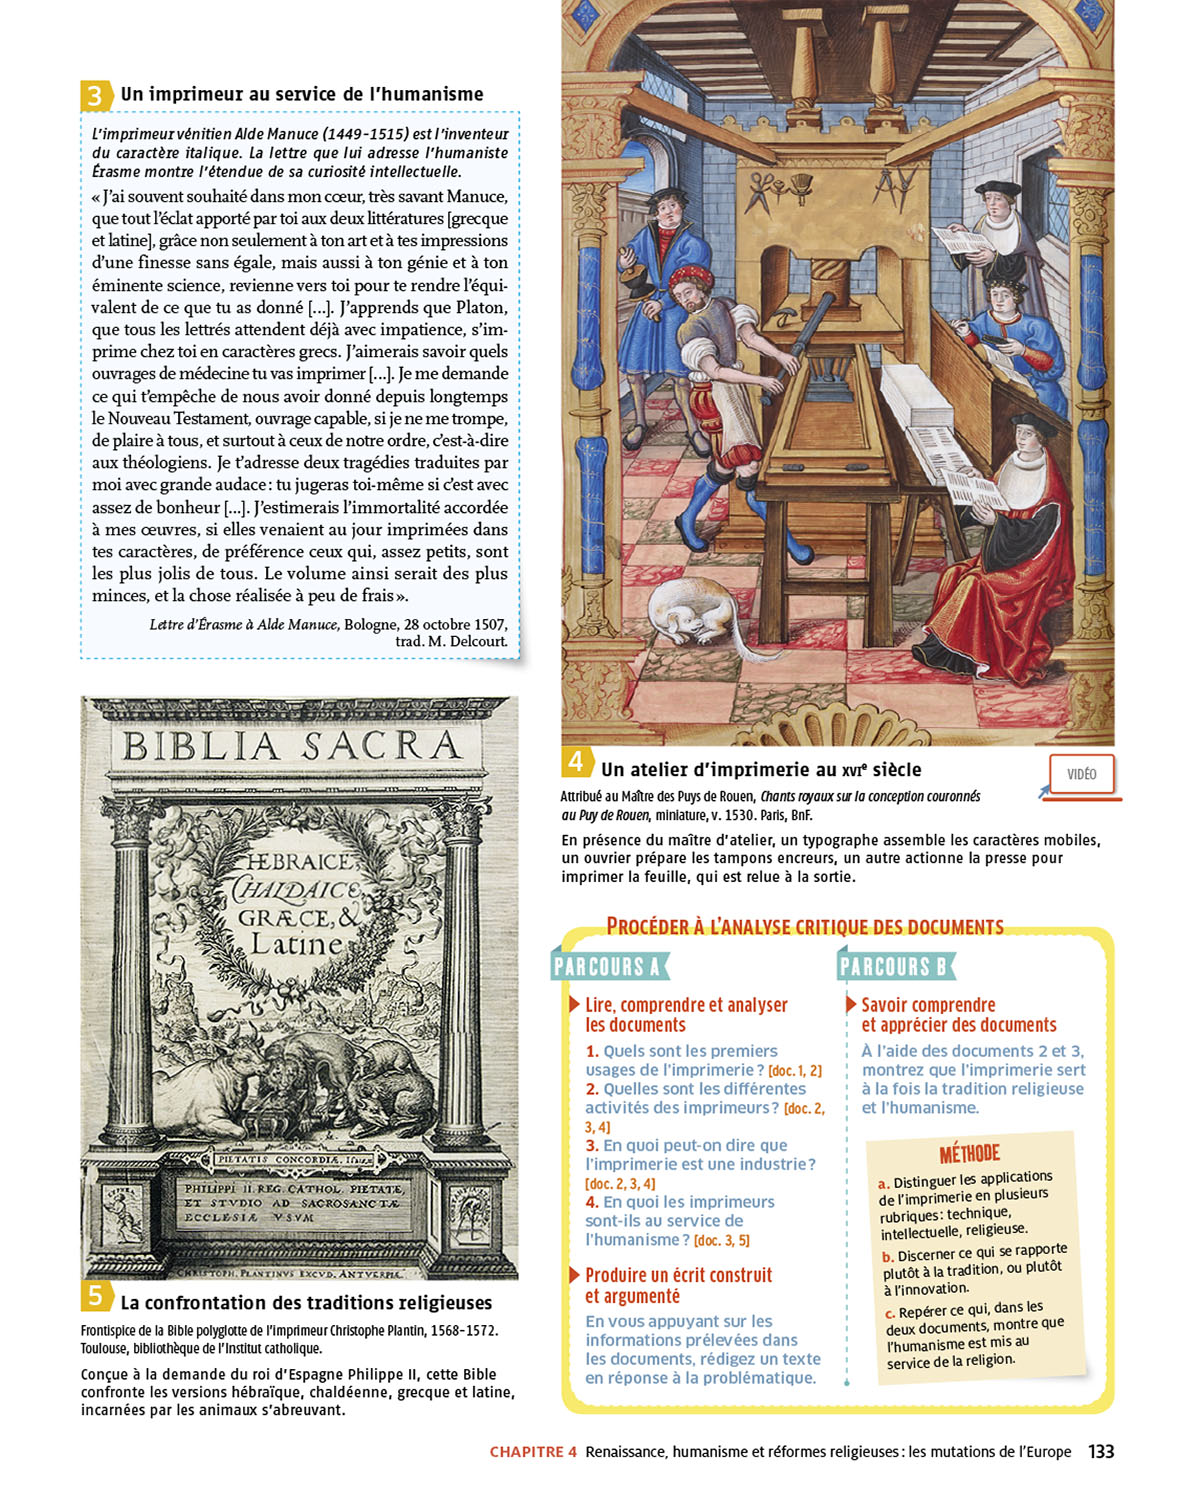 3 Un imprimeur au service de l'humanisme
L'imprimeur vénitien Alde Manuce (1449-1515) est l'inventeur
du caractère italique. La lettre que lui adresse l'humaniste
Érasme montre l'étendue de sa curiosité intellectuelle.
« J'ai souvent souhaité dans mon cœur, très savant Manuce,
que tout l'éclat apporté par toi aux deux littératures [grecque
et latine], grâce non seulement à ton art et à tes impressions
d'une finesse sans égale, mais aussi à ton génie et à ton
éminente science, revienne vers toi pour te rendre l'équi-
valent de ce que tu as donné [...]. J'apprends que Platon,
que tous les lettrés attendent déjà avec impatience, s'im-
prime chez toi en caractères grecs. J'aimerais savoir quels
ouvrages de médecine tu vas imprimer [...]. Je me demande
ce qui t'empêche de nous avoir donné depuis longtemps
le Nouveau Testament, ouvrage capable, si je ne me trompe,
de plaire à tous, et surtout à ceux de notre ordre, c'est-à-dire
aux théologiens. Je t'adresse deux tragédies traduites par
moi avec grande audace : tu jugeras toi-même si c'est avec
assez de bonheur [...]. J'estimerais l'immortalité accordée
à mes œuvres, si elles venaient au jour imprimées dans
tes caractères, de préférence ceux qui, assez petits, sont
les plus jolis de tous. Le volume ainsi serait des plus
minces, et la chose réalisée à peu de frais ».
Lettre d'Érasme à Alde Manuce, Bologne, 28 octobre 1507,
trad. M. Delcourt.
BIBLIA SACRA
HEBRAICE,
CHALDAICE,
GRÆCE, &
Latine
PIETATIS CONCORDIÆ.
PHILIPPI II. REG. CATHOL. PIETATE,
ET STVDIO AD SACROSANCTÆ
ECCLESIÆ VSVM
CHRISTOPH. PLANTINVS EXCVD. ANTVERPIÆ.
5 La confrontation des traditions religieuses
Frontispice de la Bible polyglotte de l'imprimeur Christophe Plantin, 1568-1572.
Toulouse, bibliothèque de l'Institut catholique.
Conçue à la demande du roi d'Espagne Philippe II, cette Bible
confronte les versions hébraïque, chaldéenne, grecque et latine,
incarnées par les animaux s'abreuvant.
4 Un atelier d'imprimerie au XVIe siècle
VIDÉO
Attribué au Maître des Puys de Rouen, Chants royaux sur la conception couronnés
au Puy de Rouen, miniature, v. 1530. Paris, BnF.
En présence du maître d'atelier, un typographe assemble les caractères mobiles,
un ouvrier prépare les tampons encreurs, un autre actionne la presse pour
imprimer la feuille, qui est relue à la sortie.
PROCÉDER À L'ANALYSE CRITIQUE DES DOCUMENTS
PARCOURS A
Lire, comprendre et analyser
les documents
1. Quels sont les premiers
usages de l'imprimerie ? [doc. 1, 2]
2. Quelles sont les différentes
activités des imprimeurs ? [doc. 2,
3, 4]
3. En quoi peut-on dire que
l'imprimerie est une industrie ?
[doc. 2, 3, 4]
4. En quoi les imprimeurs
sont-ils au service de
l'humanisme ? [doc. 3, 5]
Produire un écrit construit
et argumenté
En vous appuyant sur les
informations prélevées dans
les documents, rédigez un texte
en réponse à la problématique.
PARCOURS B
Savoir comprendre
et apprécier des documents
À l'aide des documents 2 et 3,
montrez que l'imprimerie sert
à la fois la tradition religieuse
et l'humanisme.
MÉTHODE
a. Distinguer les applications
de l'imprimerie en plusieurs
rubriques : technique,
intellectuelle, religieuse.
b. Discerner ce qui se rapporte
plutôt à la tradition, ou plutôt
à l'innovation.
c. Repérer ce qui, dans les
deux documents, montre que
l'humanisme est mis au
service de la religion.
CHAPITRE 4 Renaissance, humanisme et réformes religieuses : les mutations de l'Europe 133